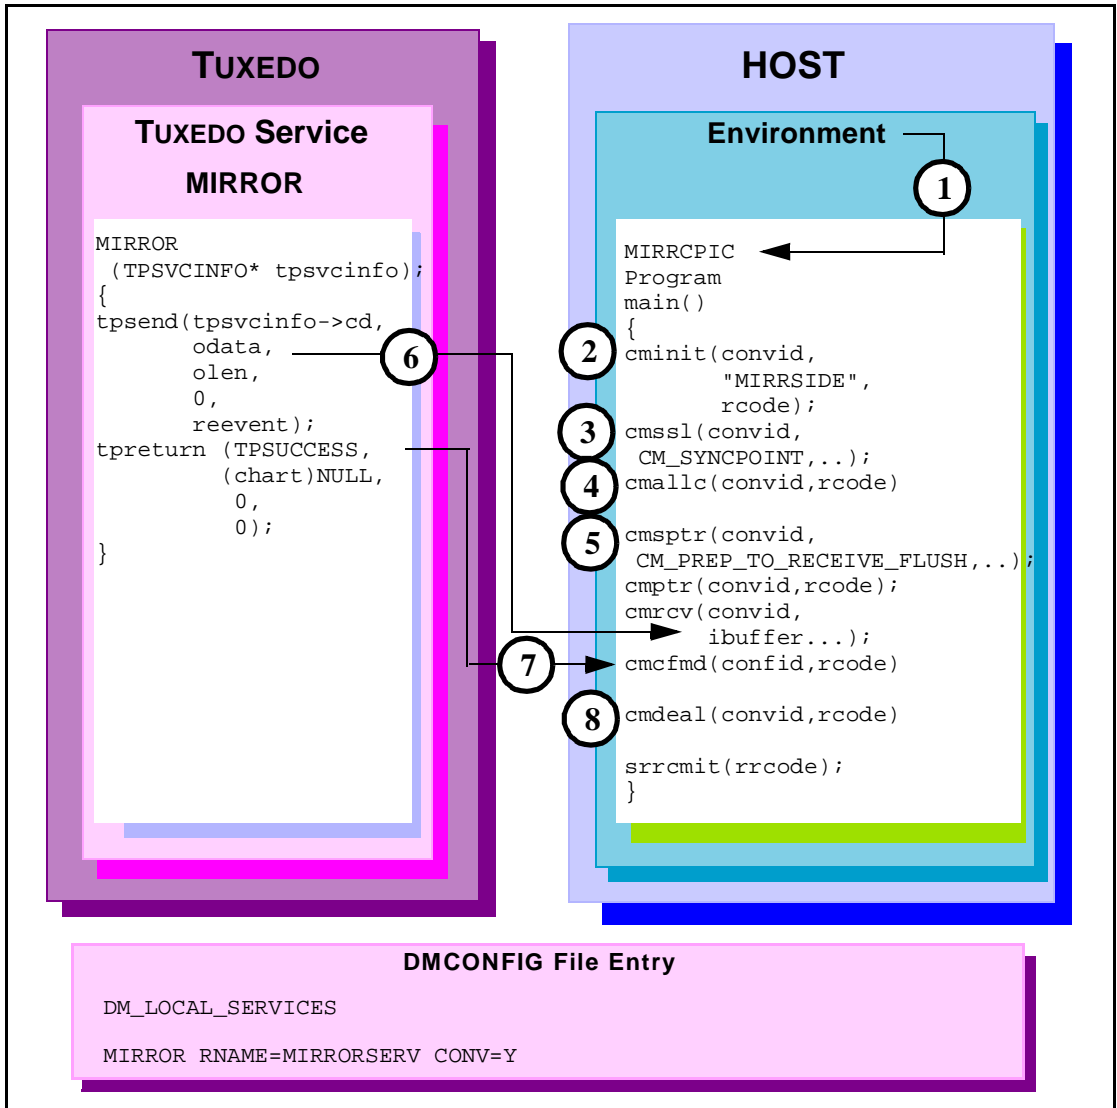 TUXEDO
TUXEDO Service
MIRROR
MIRROR
(TPSVCINFO* tpsvcinfo);
{
tpsend(tpsvcinfo->cd,
odata,
olen,
0,
reevent);
tpreturn (TPSUCCESS,
(chart)NULL,
0,
0);
}
6
7
HOST
Environment
1
MIRRCPIC
Program
main()
{
2
cminit(convid,
"MIRRSIDE",
rcode);
3
cmssl(convid,
CM_SYNCPOINT,..);
4
cmallc(convid,rcode)
5
cmsptr(convid,
CM_PREP_TO_RECEIVE_FLUSH,..);
cmptr(convid,rcode);
cmrcv(convid,
ibuffer...);
cmcfmd(confid,rcode)
8
cmdeal(convid,rcode)
srrcmit(rrcode);
}
DMCONFIG File Entry
DM_LOCAL_SERVICES
MIRROR RNAME=MIRRORSERV CONV=Y